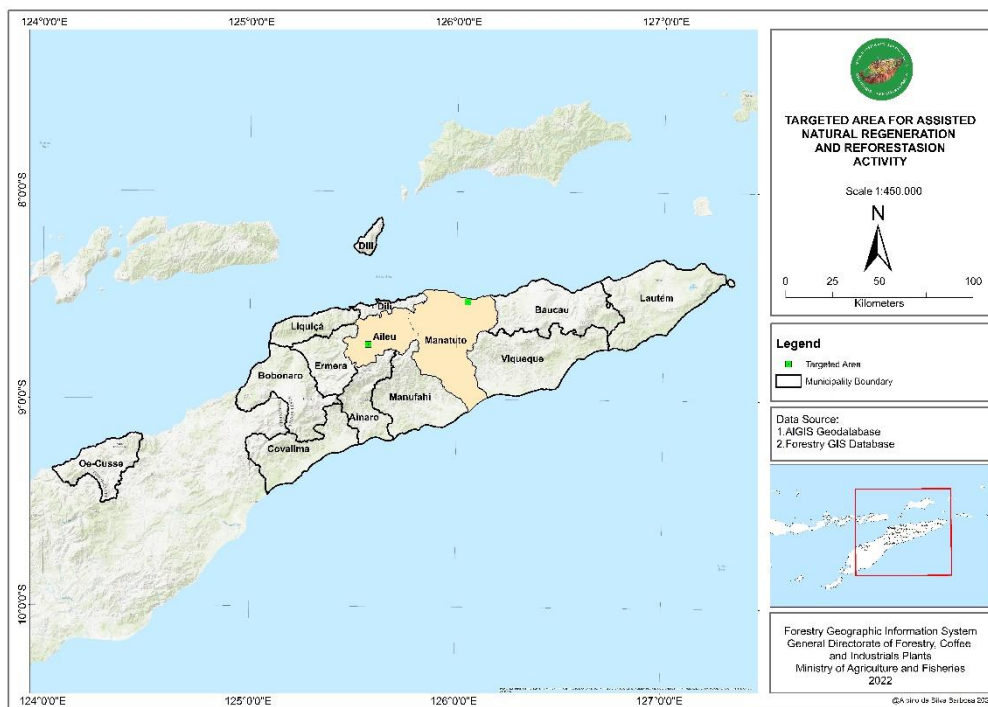 124°0'0"E
125°0'0"E
126°0'0"E
127°0'0"E
8°0'0"S
9°0'0"S
10°0'0"S
Dili
Dili
Liquiçá
Aileu
Manatuto
Baucau
Lautém
Ermera
Viqueque
Bobonaro
Manufahi
Ainaro
Covalima
Oe-Cusse
124°0'0"E
125°0'0"E
126°0'0"E
127°0'0"E
TARGETED AREA FOR ASSISTED
NATURAL REGENERATION
AND REFORESTASION
ACTIVITY
Scale 1:450.000
N
0 25 50 100
Kilometers
Legend
Targeted Area
Municipality Boundary
Data Source:
1.AlGIS Geodatabase
2.Forestry GIS Database
Forestry Geographic Information System
General Directorate of Forestry, Coffee
and Industrials Plants
Ministry of Agriculture and Fisheries
2022
da Silva Barbosa